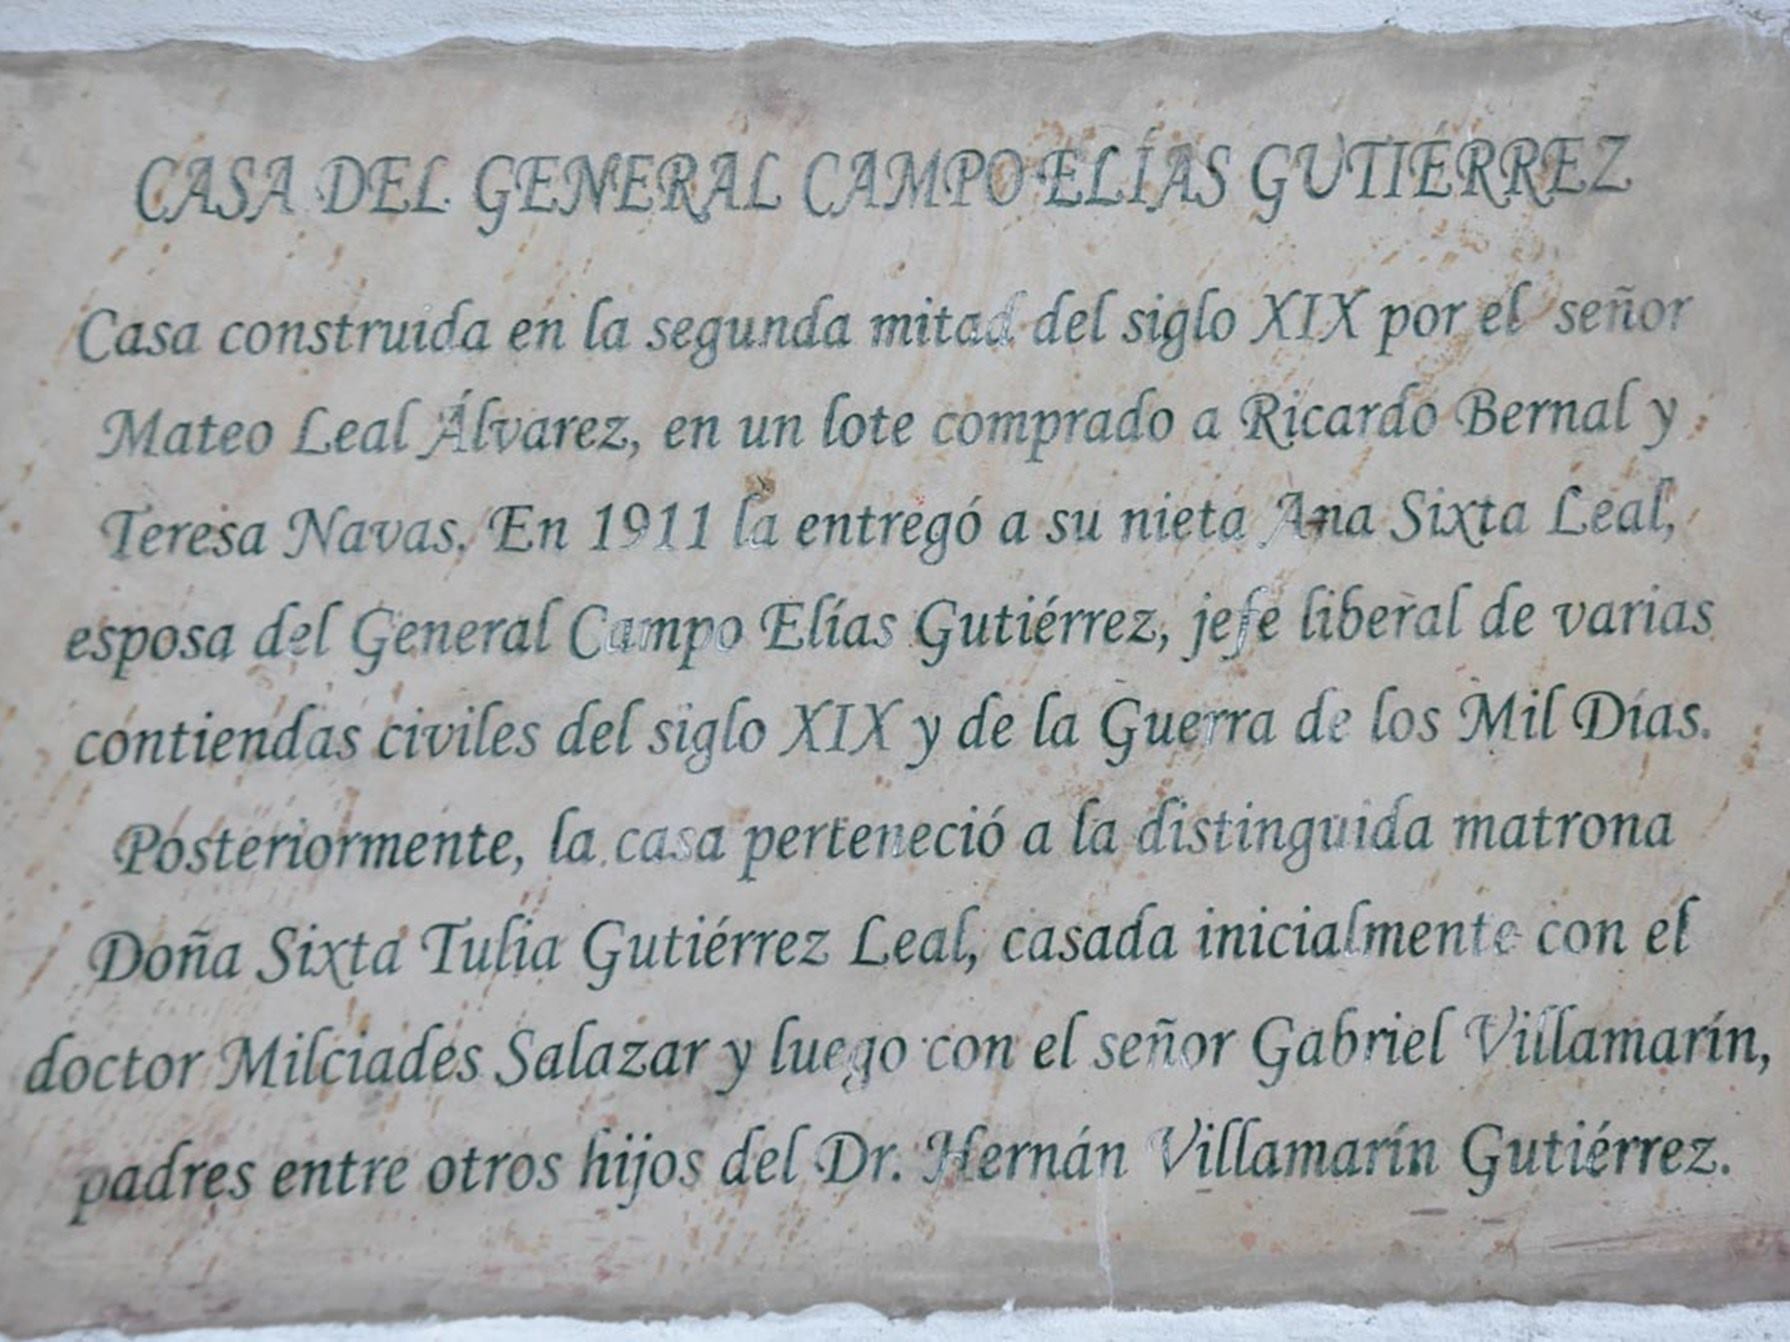 CASA DEL GENERAL CAMPO ELÍAS GUTIÉRREZ
Casa construida en la segunda mitad del siglo XIX por el señor
Mateo Leal Álvarez, en un lote comprado a Ricardo Bernal y
Teresa Navas. En 1911 la entregó a su nieta Ana Sixta Leal,
esposa del General Campo Elías Gutiérrez, jefe liberal de varias
contiendas civiles del siglo XIX y de la Guerra de los Mil Días.
Posteriormente, la casa perteneció a la distinguida matrona
Doña Sixta Tulia Gutiérrez Leal, casada inicialmente con el
doctor Milciades Salazar y luego con el señor Gabriel Villamarín,
padres entre otros hijos del Dr. Hernán Villamarín Gutiérrez.